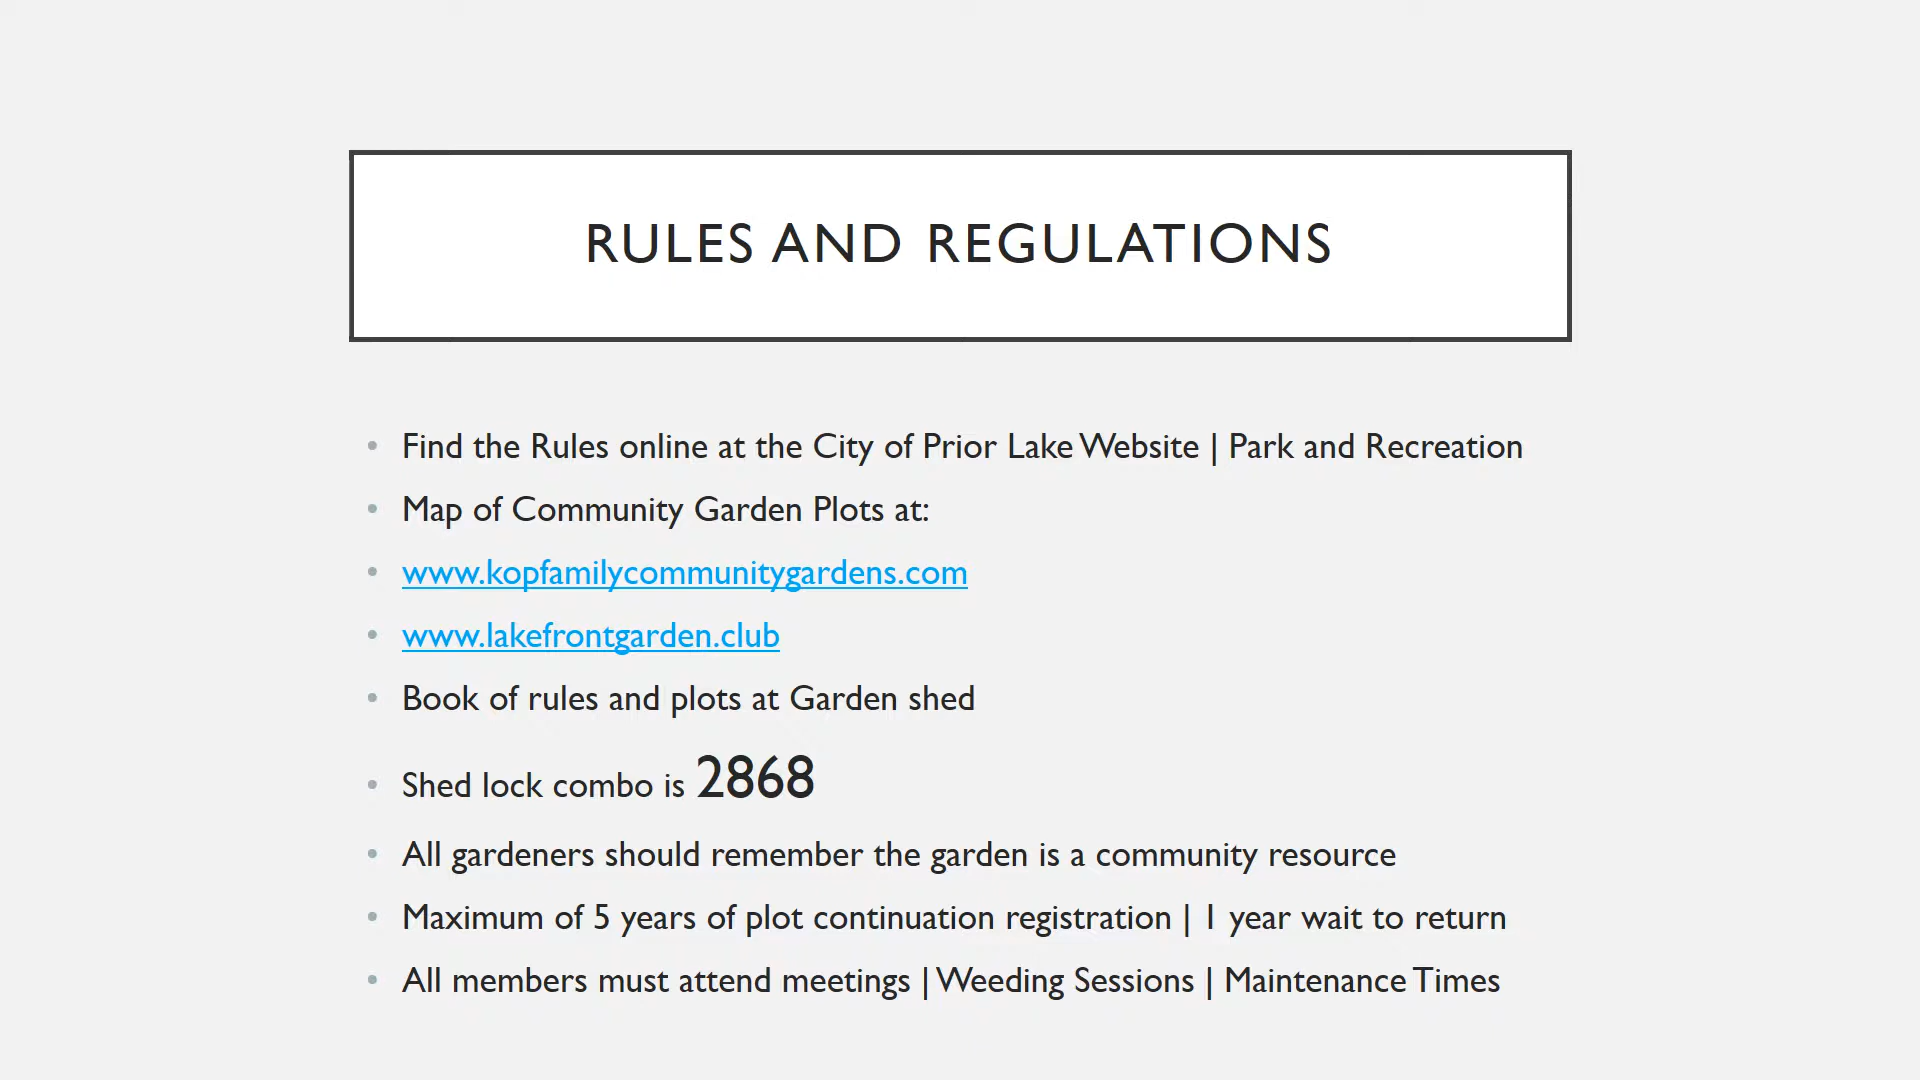 RULES AND REGULATIONS
Find the Rules online at the City of Prior Lake Website | Park and Recreation
Map of Community Garden Plots at:
www.kopfamilycommunitygardens.com
www.lakefrontgarden.club
Book of rules and plots at Garden shed
Shed lock combo is 2868
All gardeners should remember the garden is a community resource
Maximum of 5 years of plot continuation registration | 1 year wait to return
All members must attend meetings | Weeding Sessions | Maintenance Times